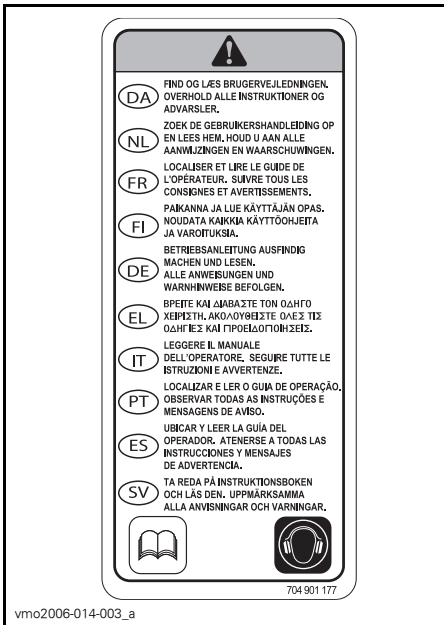 DA
FIND OG LÆS BRUGERVEJLEDNINGEN.
OVERHOLD ALLE INSTRUKTIONER OG
ADVARSLER.
NL
ZOEK DE GEBRUIKERSHANDLEIDING OP
EN LEES HEM. HOUD U AAN ALLE
AANWIJZINGEN EN WAARSCHUWINGEN.
FR
LOCALISER ET LIRE LE GUIDE DE
L'OPÉRATEUR. SUIVRE TOUS LES
CONSIGNES ET AVERTISSEMENTS.
FI
PAIKANNA JA LUE KÄYTTÄJÄN OPAS.
NOUDATA KAIKKIA KÄYTTÖOHJEITA
JA VAROITUKSIA.
DE
BETRIEBSANLEITUNG AUSFINDIG
MACHEN UND LESEN.
ALLE ANWEISUNGEN UND
WARNHINWEISE BEFOLGEN.
EL
ΒΡΕΙΤΕ ΚΑΙ ΔΙΑΒΑΣΤΕ ΤΟΝ ΟΔΗΓΟ
ΧΕΙΡΙΣΤΗ. ΑΚΟΛΟΥΘΕΙΣΤΕ ΟΛΕΣ ΤΙΣ
ΟΔΗΓΙΕΣ ΚΑΙ ΠΡΟΕΙΔΟΠΟΙΗΣΕΙΣ.
IT
LEGGERE IL MANUALE
DELL'OPERATORE. SEGUIRE TUTTE LE
ISTRUZIONI E AVVERTENZE.
PT
LOCALIZAR E LER O GUIA DE OPERAÇÃO.
OBSERVAR TODAS AS INSTRUÇÕES E
MENSAGENS DE AVISO.
ES
UBICAR Y LEER LA GUÍA DEL
OPERADOR. ATENERSE A TODAS LAS
INSTRUCCIONES Y MENSAJES
DE ADVERTENCIA.
SV
TA REDA PÅ INSTRUKTIONSBOKEN
OCH LÄS DEN. UPPMÄRKSAMMA
ALLA ANVISNINGAR OCH VARNINGAR.
704 901 177
vmo2006-014-003_a